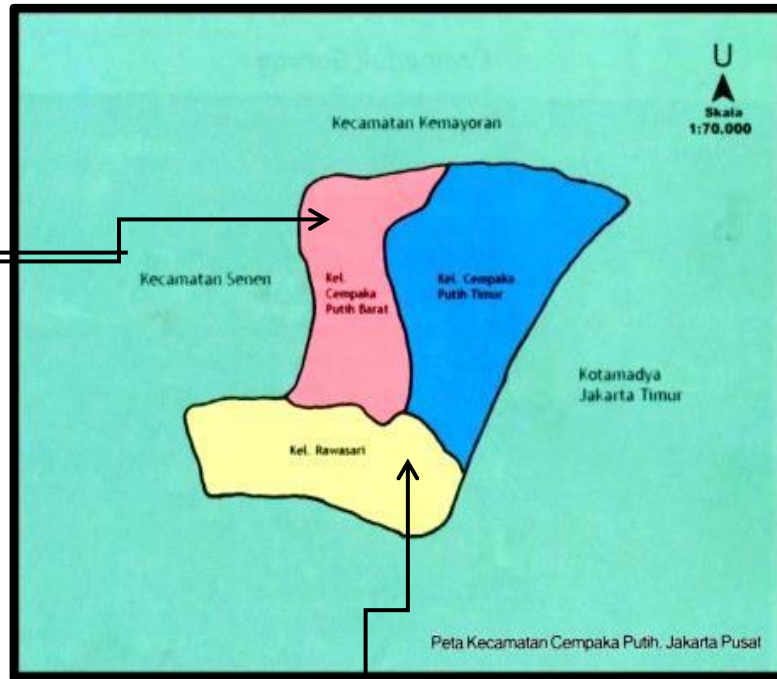 U
Skala
1:70.000
Kecamatan Kemayoran
Kecamatan Senen
Kel.
Cempaka
Putih Barat
Kel. Cempaka
Putih Timur
Kotamadya
Jakarta Timur
Kel. Rawasari
Peta Kecamatan Cempaka Putih. Jakarta Pusat